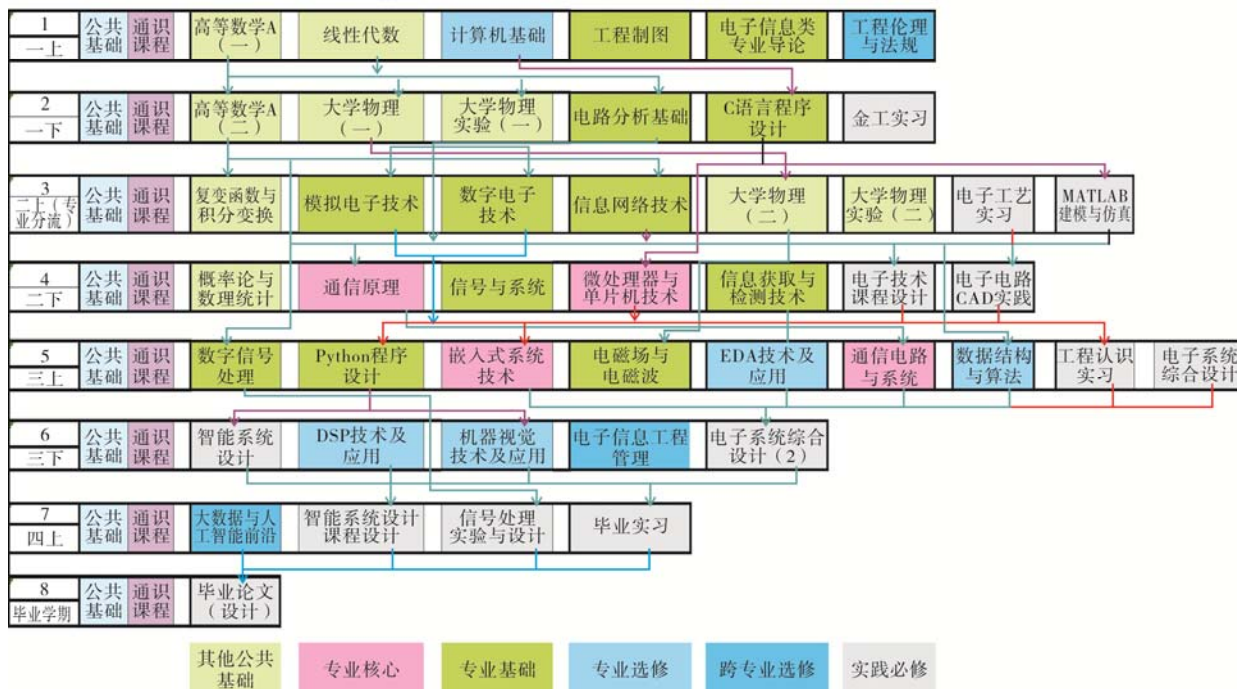 1
一上
公共
基础
通识
课程
高等数学A
(一)
线性代数
计算机基础
工程制图
电子信息类
专业导论
工程伦理
与法规
2
一下
公共
基础
通识
课程
高等数学A
(二)
大学物理
(一)
大学物理
实验(一)
电路分析基础
C语言程序
设计
金工实习
3
二上(专
业分流)
公共
基础
通识
课程
复变函数与
积分变换
模拟电子技术
数字电子
技术
信息网络技术
大学物理
(二)
大学物理
实验(二)
电子工艺
实习
MATLAB
建模与仿真
4
二下
公共
基础
通识
课程
概率论与
数理统计
通信原理
信号与系统
微处理器与
单片机技术
信息获取与
检测技术
电子技术
课程设计
电子电路
CAD实践
5
三上
公共
基础
通识
课程
数字信号
处理
Python程序
设计
嵌入式系统
技术
电磁场与
电磁波
EDA技术及
应用
通信电路
与系统
数据结构
与算法
工程认识
实习
电子系统
综合设计
6
三下
公共
基础
通识
课程
智能系统
设计
DSP技术及
应用
机器视觉
技术及应用
电子信息工程
管理
电子系统综合
设计(2)
7
四上
公共
基础
通识
课程
大数据与人
工智能前沿
智能系统设计
课程设计
信号处理
实验与设计
毕业实习
8
毕业学期
公共
基础
通识
课程
毕业论文
(设计)
其他公共
基础
专业核心
专业基础
专业选修
跨专业选修
实践必修